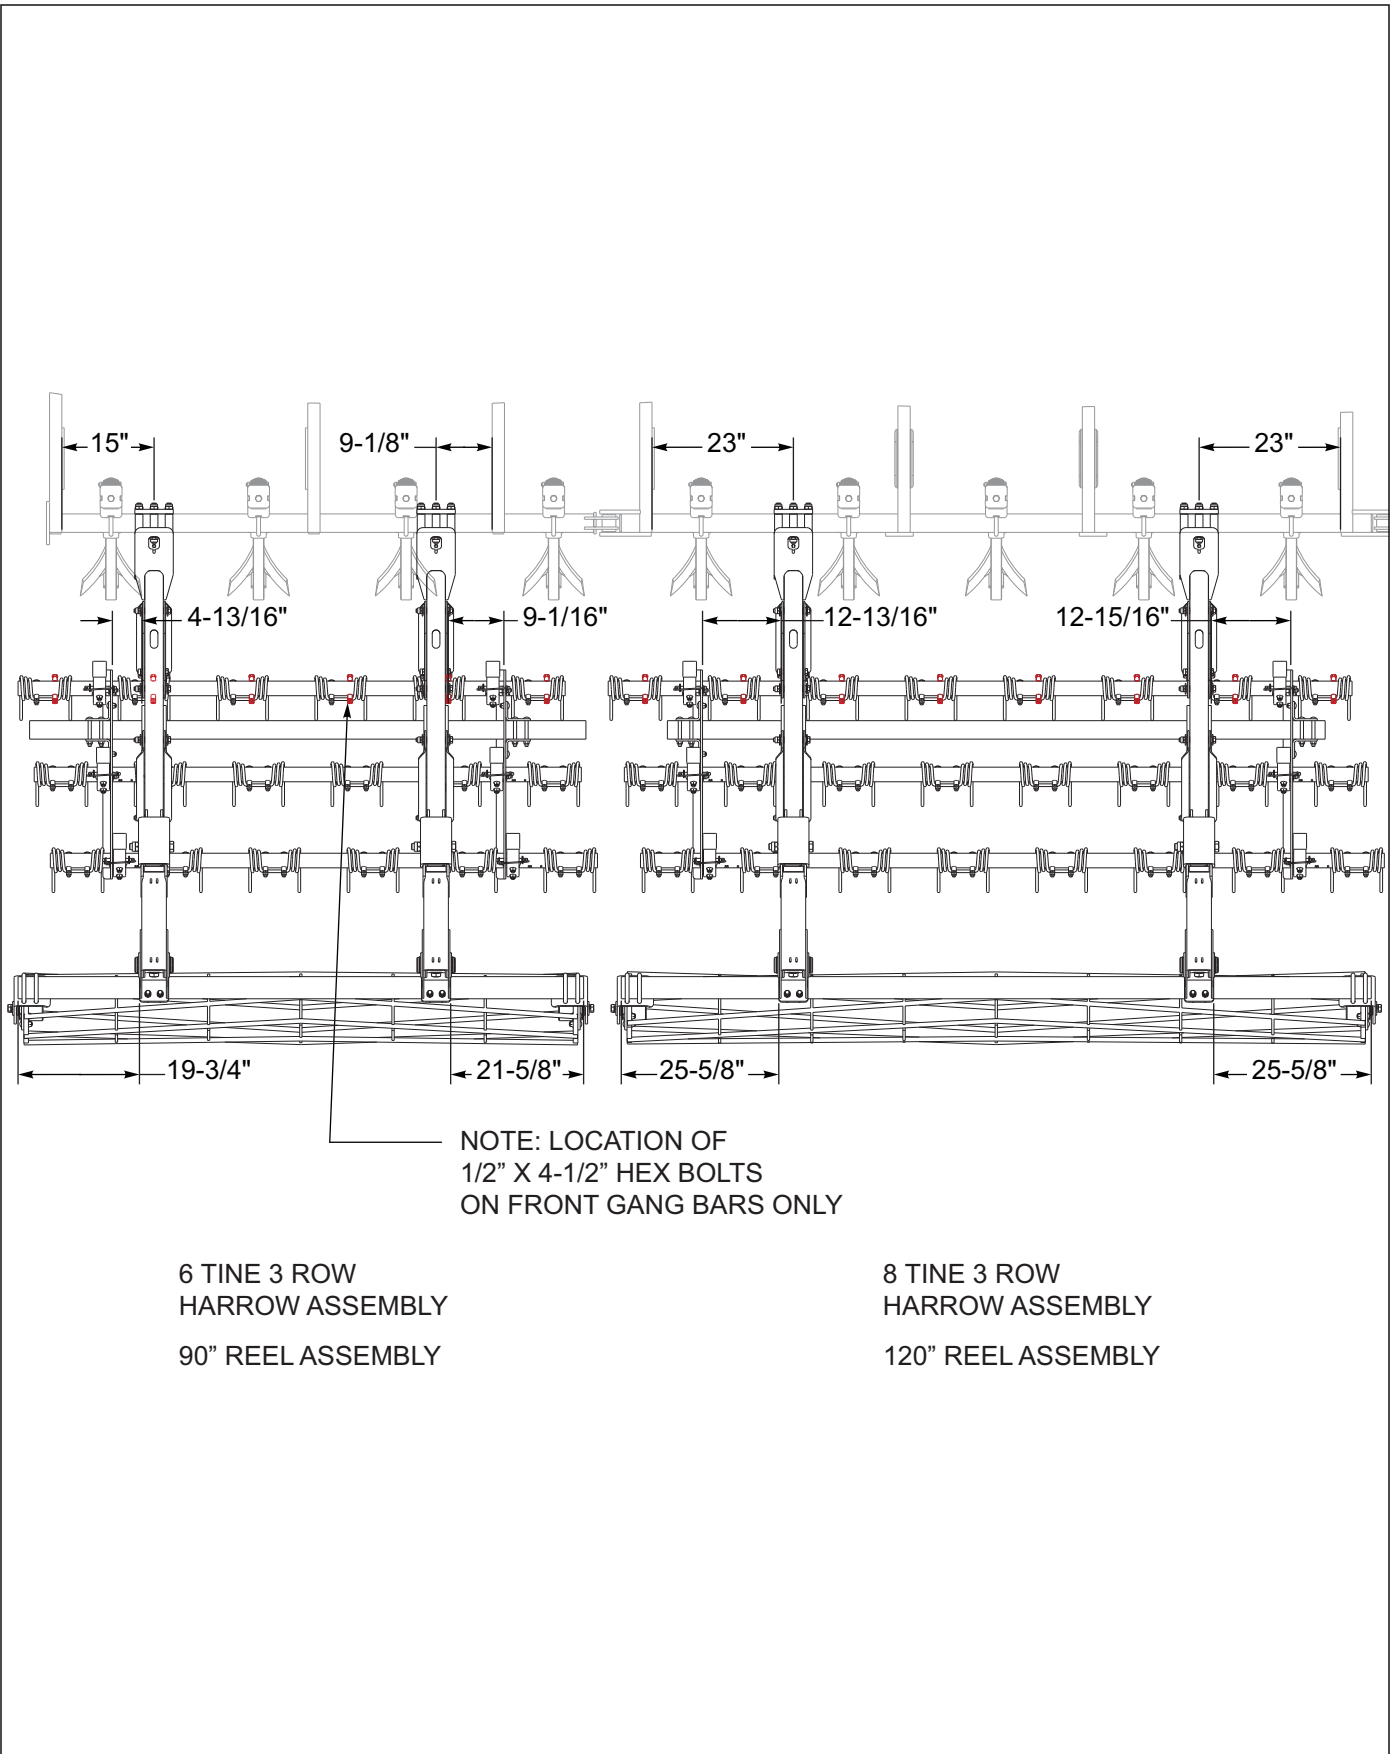 15" 9-1/8" 23" 23"
4-13/16" 9-1/16" 12-13/16" 12-15/16"
19-3/4" 21-5/8" 25-5/8" 25-5/8"
NOTE: LOCATION OF
1/2” X 4-1/2” HEX BOLTS
ON FRONT GANG BARS ONLY
6 TINE 3 ROW
HARROW ASSEMBLY
90” REEL ASSEMBLY
8 TINE 3 ROW
HARROW ASSEMBLY
120” REEL ASSEMBLY